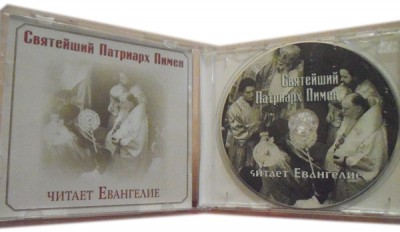 Святейший Патриарх Пимен
читает Евангелие
Святейший
Патриарх Пимен
читает Евангелие